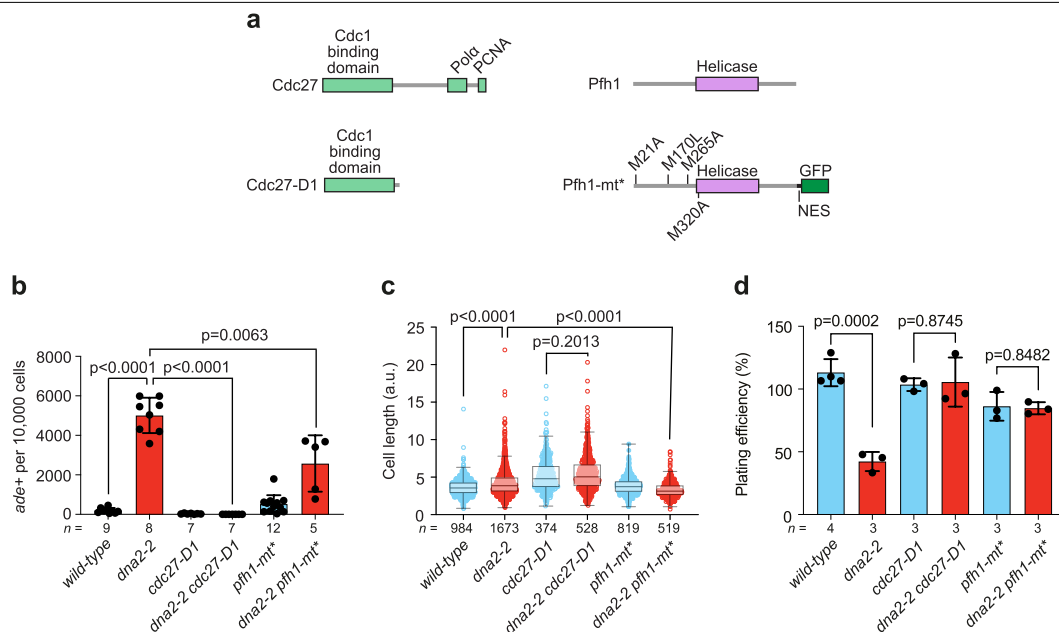 a
Cdc1
binding
domain
Polα
PCNA
Cdc27
Helicase
Pfh1
Cdc1
binding
domain
Cdc27-D1
M21A
M170L
M265A
Helicase
GFP
Pfh1-mt*
M320A
NES
b
ade+ per 10,000 cells
8000
6000
4000
2000
0
p=0.0063
p<0.0001
p<0.0001
n = 9 8 7 7 12 5
wild-type
dna2-2
cdc27-D1
dna2-2 cdc27-D1
pfh1-mt*
dna2-2 pfh1-mt*
c
Cell length (a.u.)
25
20
15
10
5
0
p<0.0001
p<0.0001
p=0.2013
n = 984 1673 374 528 819 519
wild-type
dna2-2
cdc27-D1
dna2-2 cdc27-D1
pfh1-mt*
dna2-2 pfh1-mt*
d
Plating efficiency (%)
150
100
50
0
p=0.0002
p=0.8745
p=0.8482
n = 4 3 3 3 3 3
wild-type
dna2-2
cdc27-D1
dna2-2 cdc27-D1
pfh1-mt*
dna2-2 pfh1-mt*